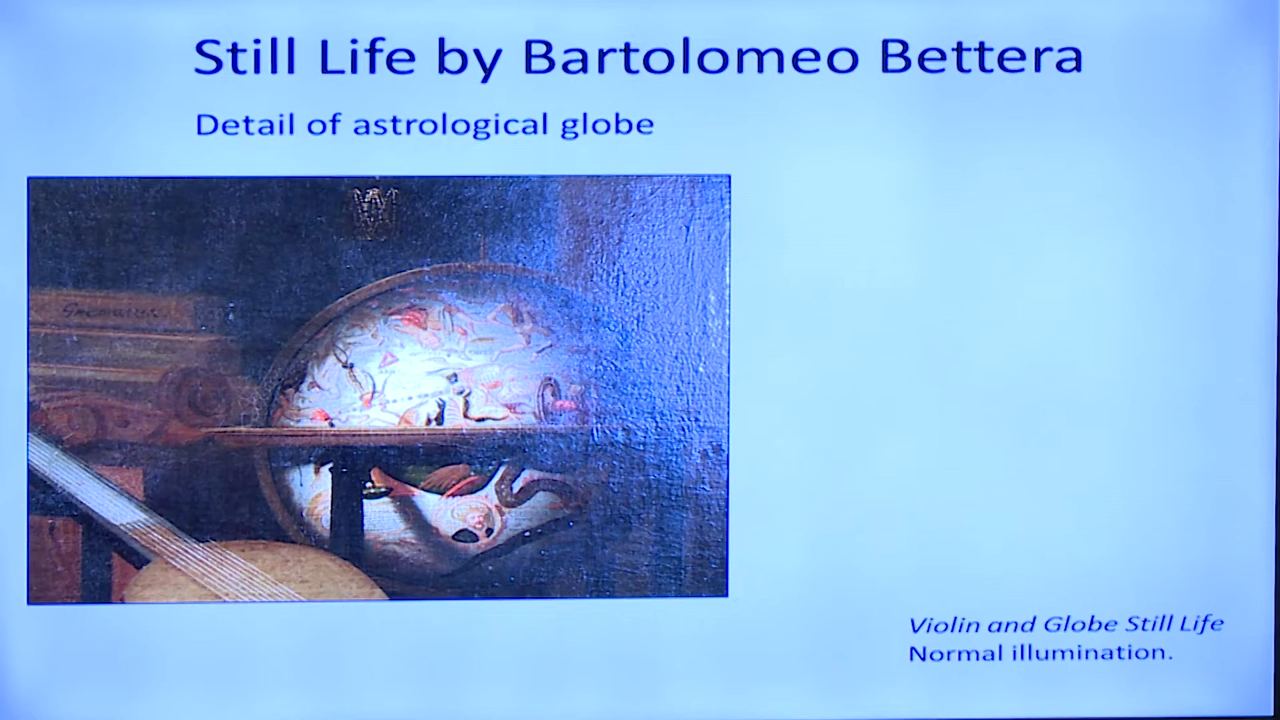 Still Life by Bartolomeo Bettera
Detail of astrological globe
Violin and Globe Still Life
Normal illumination.